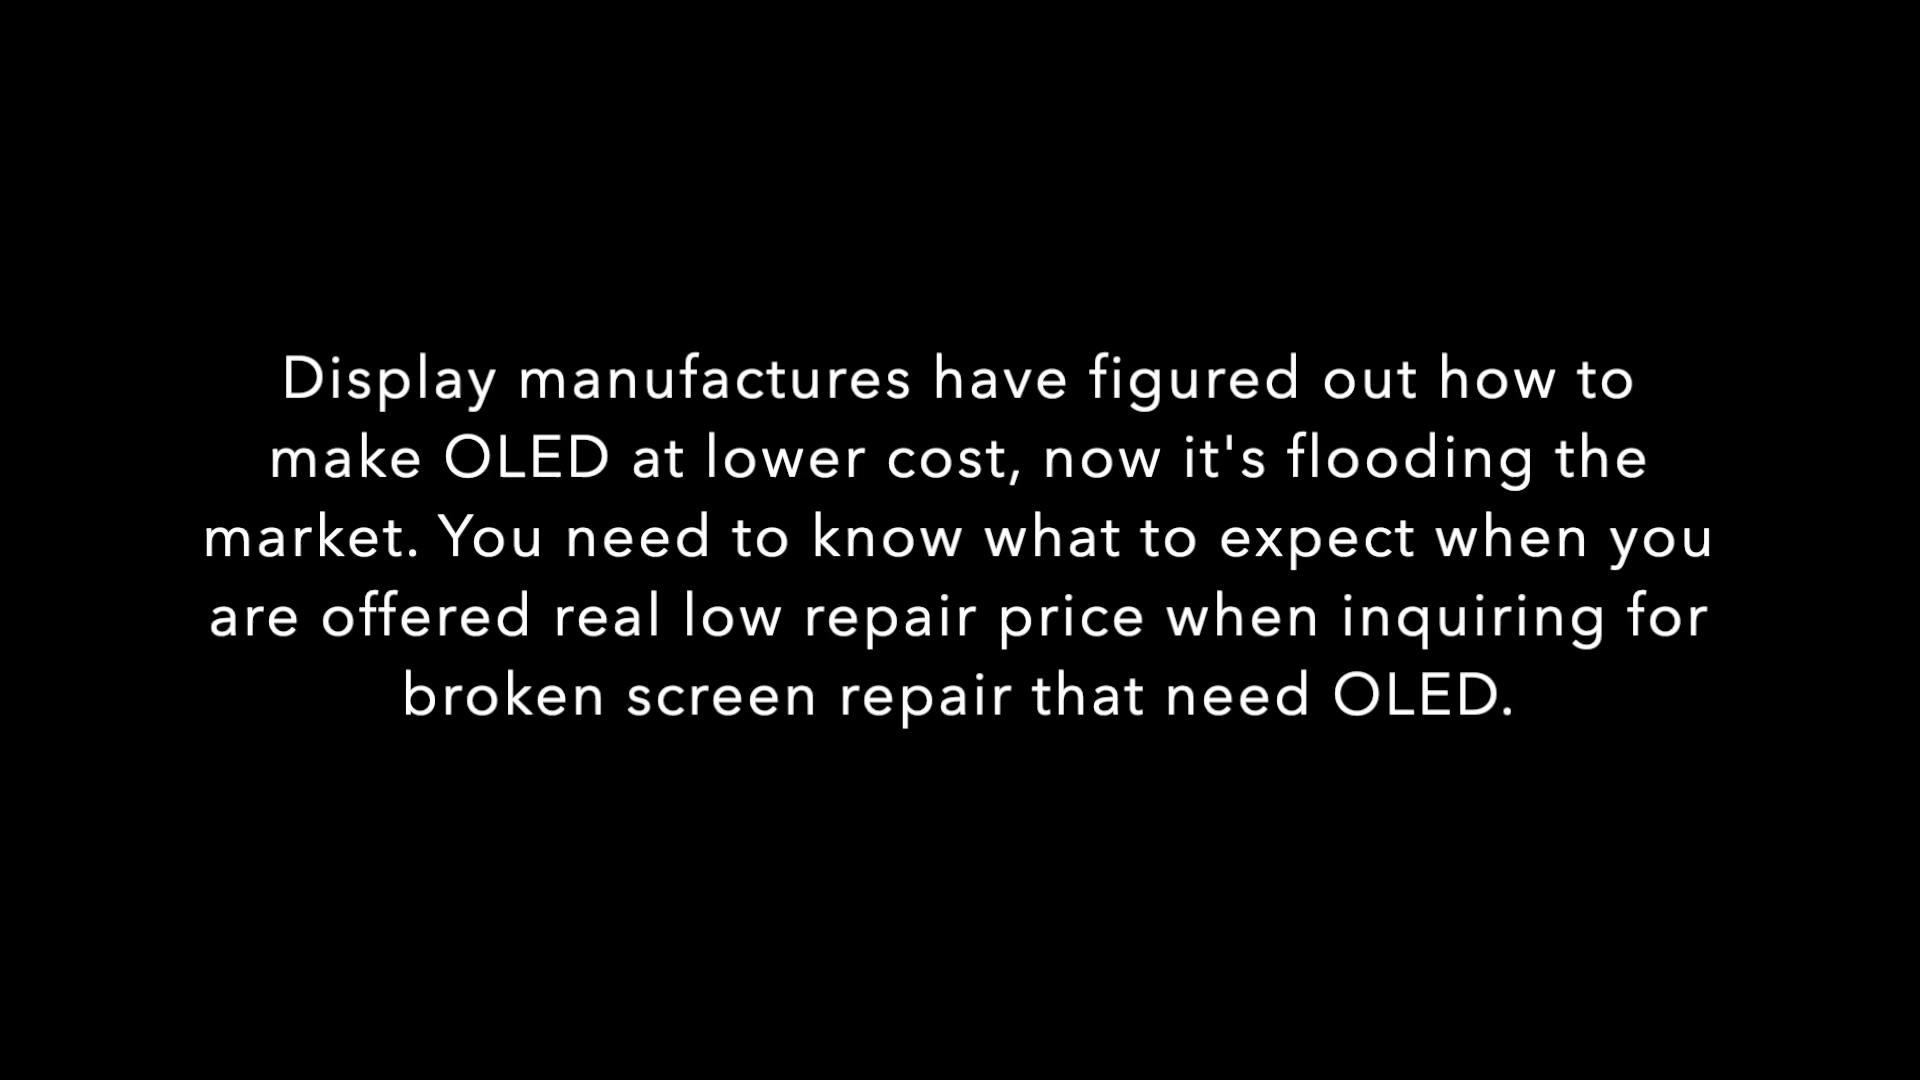 Display manufactures have figured out how to
make OLED at lower cost, now it's flooding the
market. You need to know what to expect when you
are offered real low repair price when inquiring for
broken screen repair that need OLED.